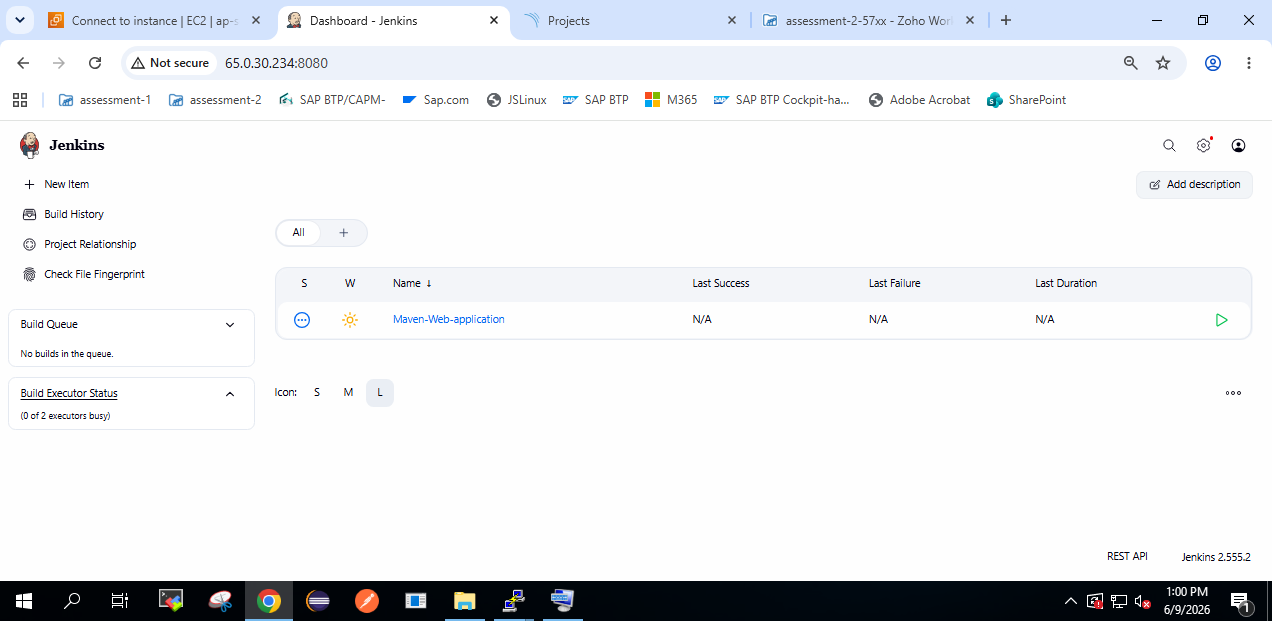 Connect to instance | EC2 | ap-s
Dashboard - Jenkins
Projects
assessment-2-57xx - Zoho Wor
Not secure
65.0.30.234:8080
assessment-1
assessment-2
SAP BTP/CAPM-
Sap.com
JSLinux
SAP BTP
M365
SAP BTP Cockpit-ha...
Adobe Acrobat
SharePoint
Jenkins
New Item
Add description
Build History
Project Relationship
Check File Fingerprint
All +
S W Name ↓ Last Success Last Failure Last Duration
Maven-Web-application N/A N/A N/A
Build Queue
No builds in the queue.
Build Executor Status
(0 of 2 executors busy)
Icon: S M L
REST API
Jenkins 2.555.2
1:00 PM
6/9/2026
1